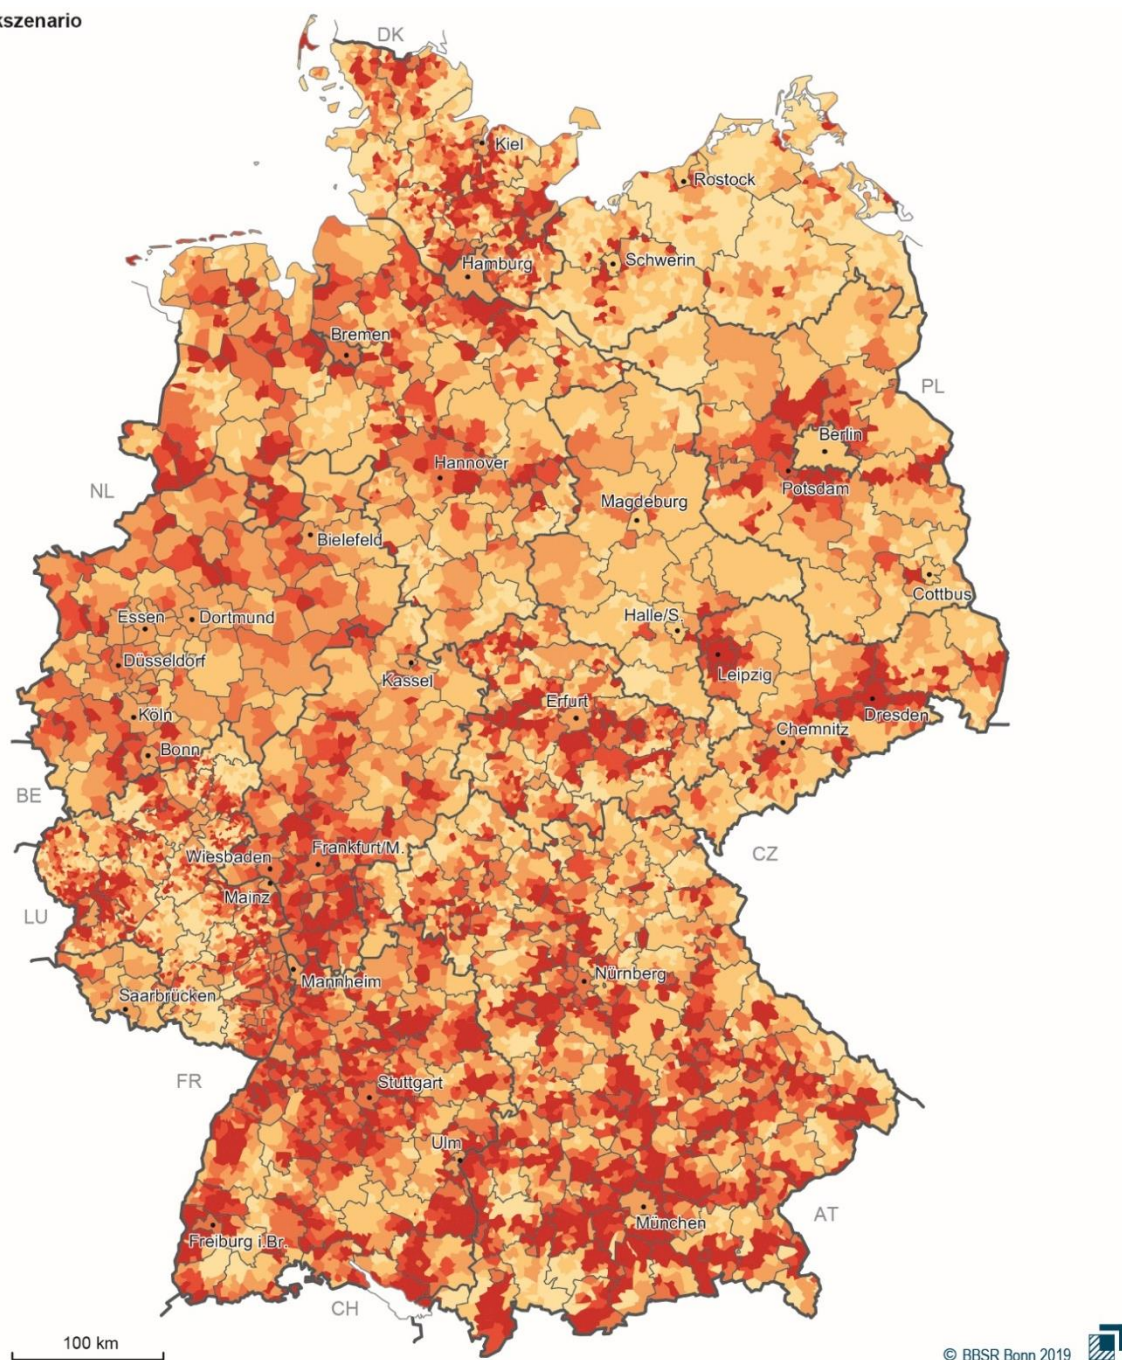 kszenario
DK
Kiel
Rostock
Hamburg
Schwerin
Bremen
PL
Berlin
Hannover
Potsdam
NL
Magdeburg
Bielefeld
Cottbus
Essen
Dortmund
Halle/S.
Düsseldorf
Leipzig
Kassel
Köln
Erfurt
Dresden
Chemnitz
Bonn
BE
Wiesbaden
Frankfurt/M.
CZ
Mainz
LU
Mannheim
Nürnberg
Saarbrücken
FR
Stuttgart
Ulm
München
AT
Freiburg i.Br.
CH
100 km
© BBSR Bonn 2019